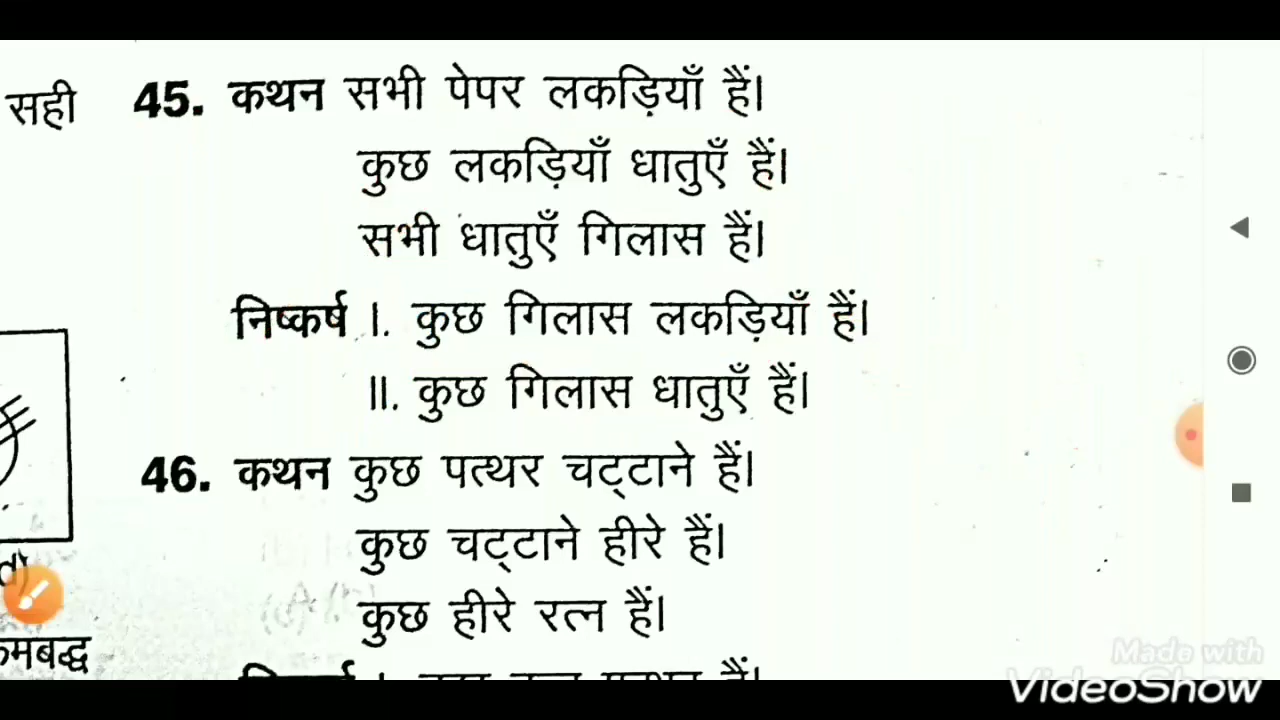 सही
45. कथन सभी पेपर लकड़ियाँ हैं।
कुछ लकड़ियाँ धातुएँ हैं।
सभी धातुएँ गिलास हैं।
निष्कर्ष I. कुछ गिलास लकड़ियाँ हैं।
II. कुछ गिलास धातुएँ हैं।
46. कथन कुछ पत्थर चट्टाने हैं।
कुछ चट्टाने हीरे हैं।
कुछ हीरे रत्न हैं।
Made with
VideoShow